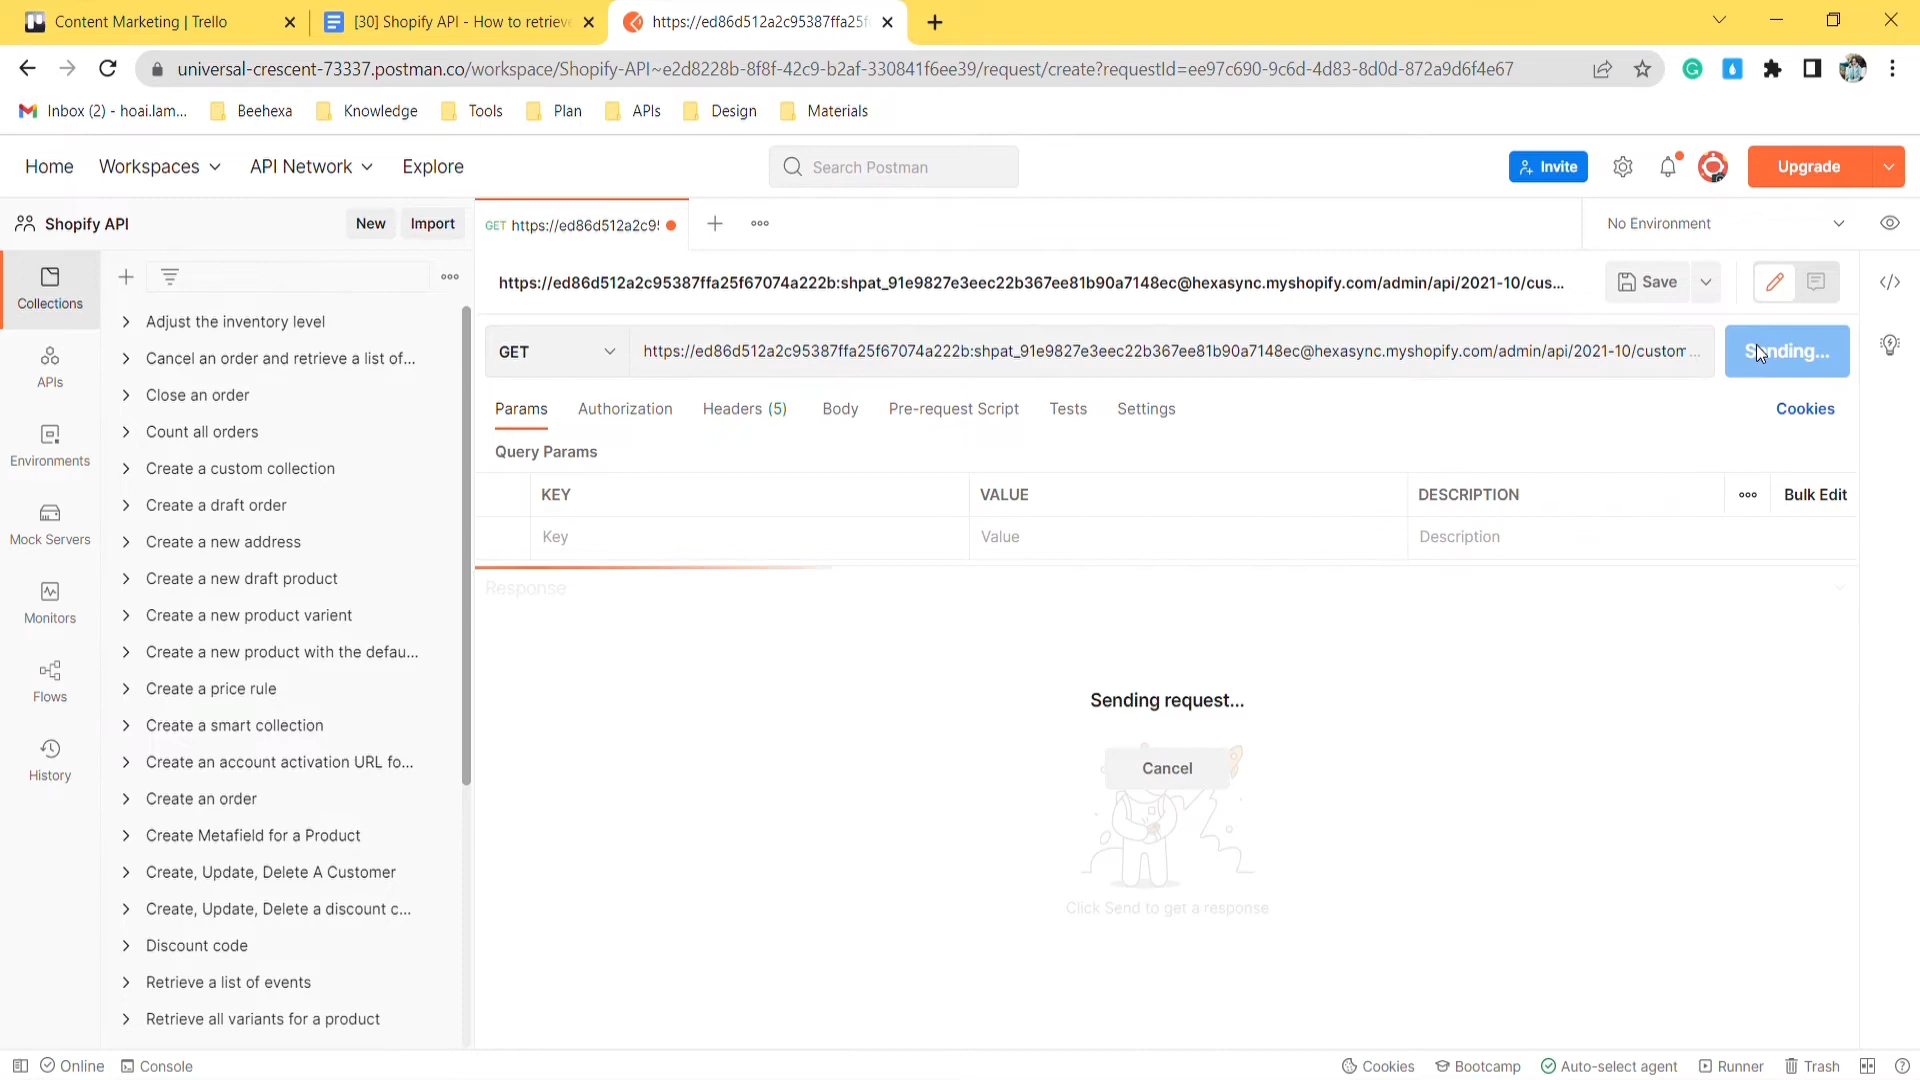 Content Marketing | Trello
[30] Shopify API - How to retrieve
https://ed86d512a2c95387ffa25f
universal-crescent-73337.postman.co/workspace/Shopify-API~e2d8228b-8f8f-42c9-b2af-330841f6ee39/request/create?requestId=ee97c690-9c6d-4d83-8d0d-872a9d6f4e67
Inbox (2) - hoai.lam...
Beehexa
Knowledge
Tools
Plan
APIs
Design
Materials
Home
Workspaces
API Network
Explore
Search Postman
Invite
Upgrade
Shopify API
New
Import
GET https://ed86d512a2c9!
No Environment
Collections
APIs
Environments
Mock Servers
Monitors
Flows
History
Adjust the inventory level
Cancel an order and retrieve a list of...
Close an order
Count all orders
Create a custom collection
Create a draft order
Create a new address
Create a new draft product
Create a new product varient
Create a new product with the defau...
Create a price rule
Create a smart collection
Create an account activation URL fo...
Create an order
Create Metafield for a Product
Create, Update, Delete A Customer
Create, Update, Delete a discount c...
Discount code
Retrieve a list of events
Retrieve all variants for a product
https://ed86d512a2c95387ffa25f67074a222b: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@hexasync.myshopify.com/admin/api/2021-10/cus...
Save
GET
https://ed86d512a2c95387ffa25f67074a222b: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@hexasync.myshopify.com/admin/api/2021-10/custom ...
Sending...
Params
Authorization
Headers (5)
Body
Pre-request Script
Tests
Settings
Cookies
Query Params
KEY
VALUE
DESCRIPTION
Bulk Edit
Key
Value
Description
Response
Sending request...
Cancel
Click Send to get a response
Online
Console
Cookies
Bootcamp
Auto-select agent
Runner
Trash